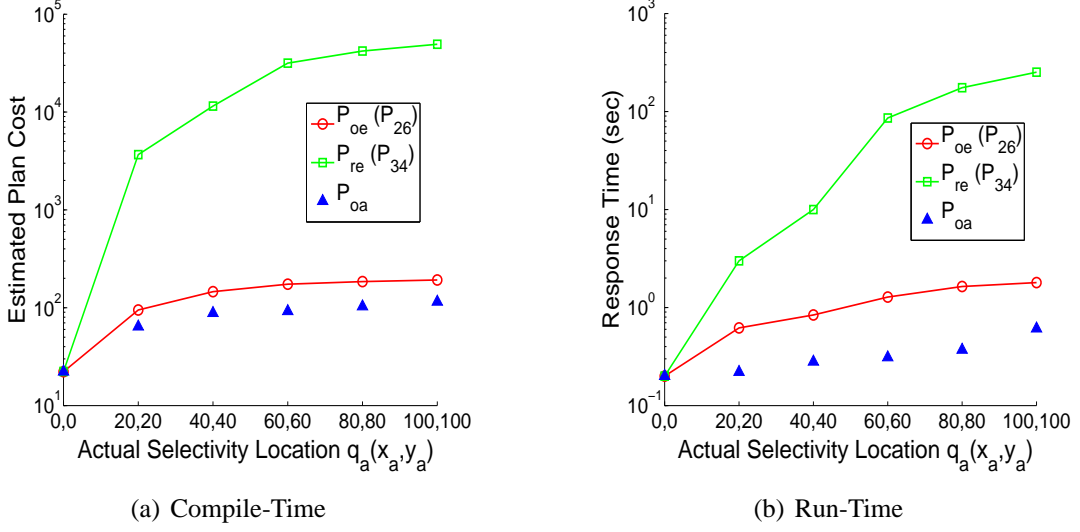 Estimated Plan Cost
10^5
10^4
10^3
10^2
10^1
P_oe (P_26)
P_re (P_34)
P_oa
0,0 20,20 40,40 60,60 80,80 100,100
Actual Selectivity Location q_a(x_a,y_a)
(a) Compile-Time
Response Time (sec)
10^3
10^2
10^1
10^0
10^−1
P_oe (P_26)
P_re (P_34)
P_oa
0,0 20,20 40,40 60,60 80,80 100,100
Actual Selectivity Location q_a(x_a,y_a)
(b) Run-Time